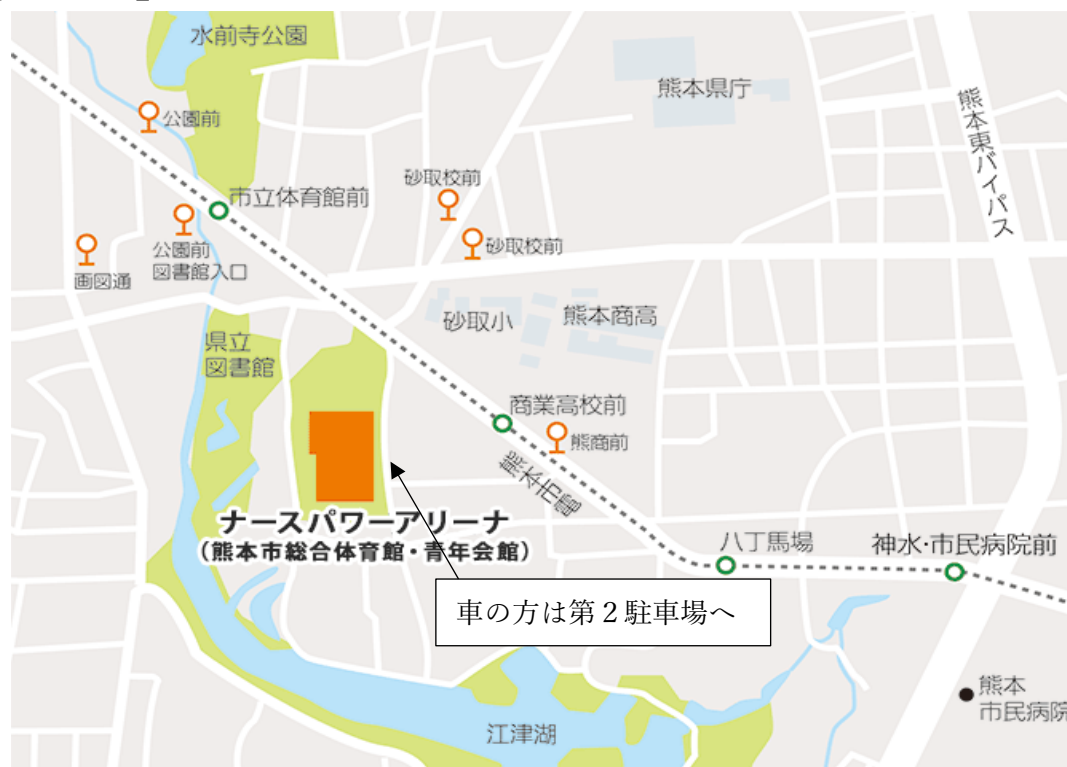 水前寺公園
熊本県庁
熊本東バイパス
公園前
砂取校前
市立体育館前
砂取校前
公園前
図書館入口
画図通
砂取小
熊本商高
県立
図書館
商業高校前
熊商前
熊本市電
ナースパワーアリーナ
(熊本市総合体育館・青年会館)
八丁馬場
神水・市民病院前
車の方は第2駐車場へ
熊本
市民病院
江津湖